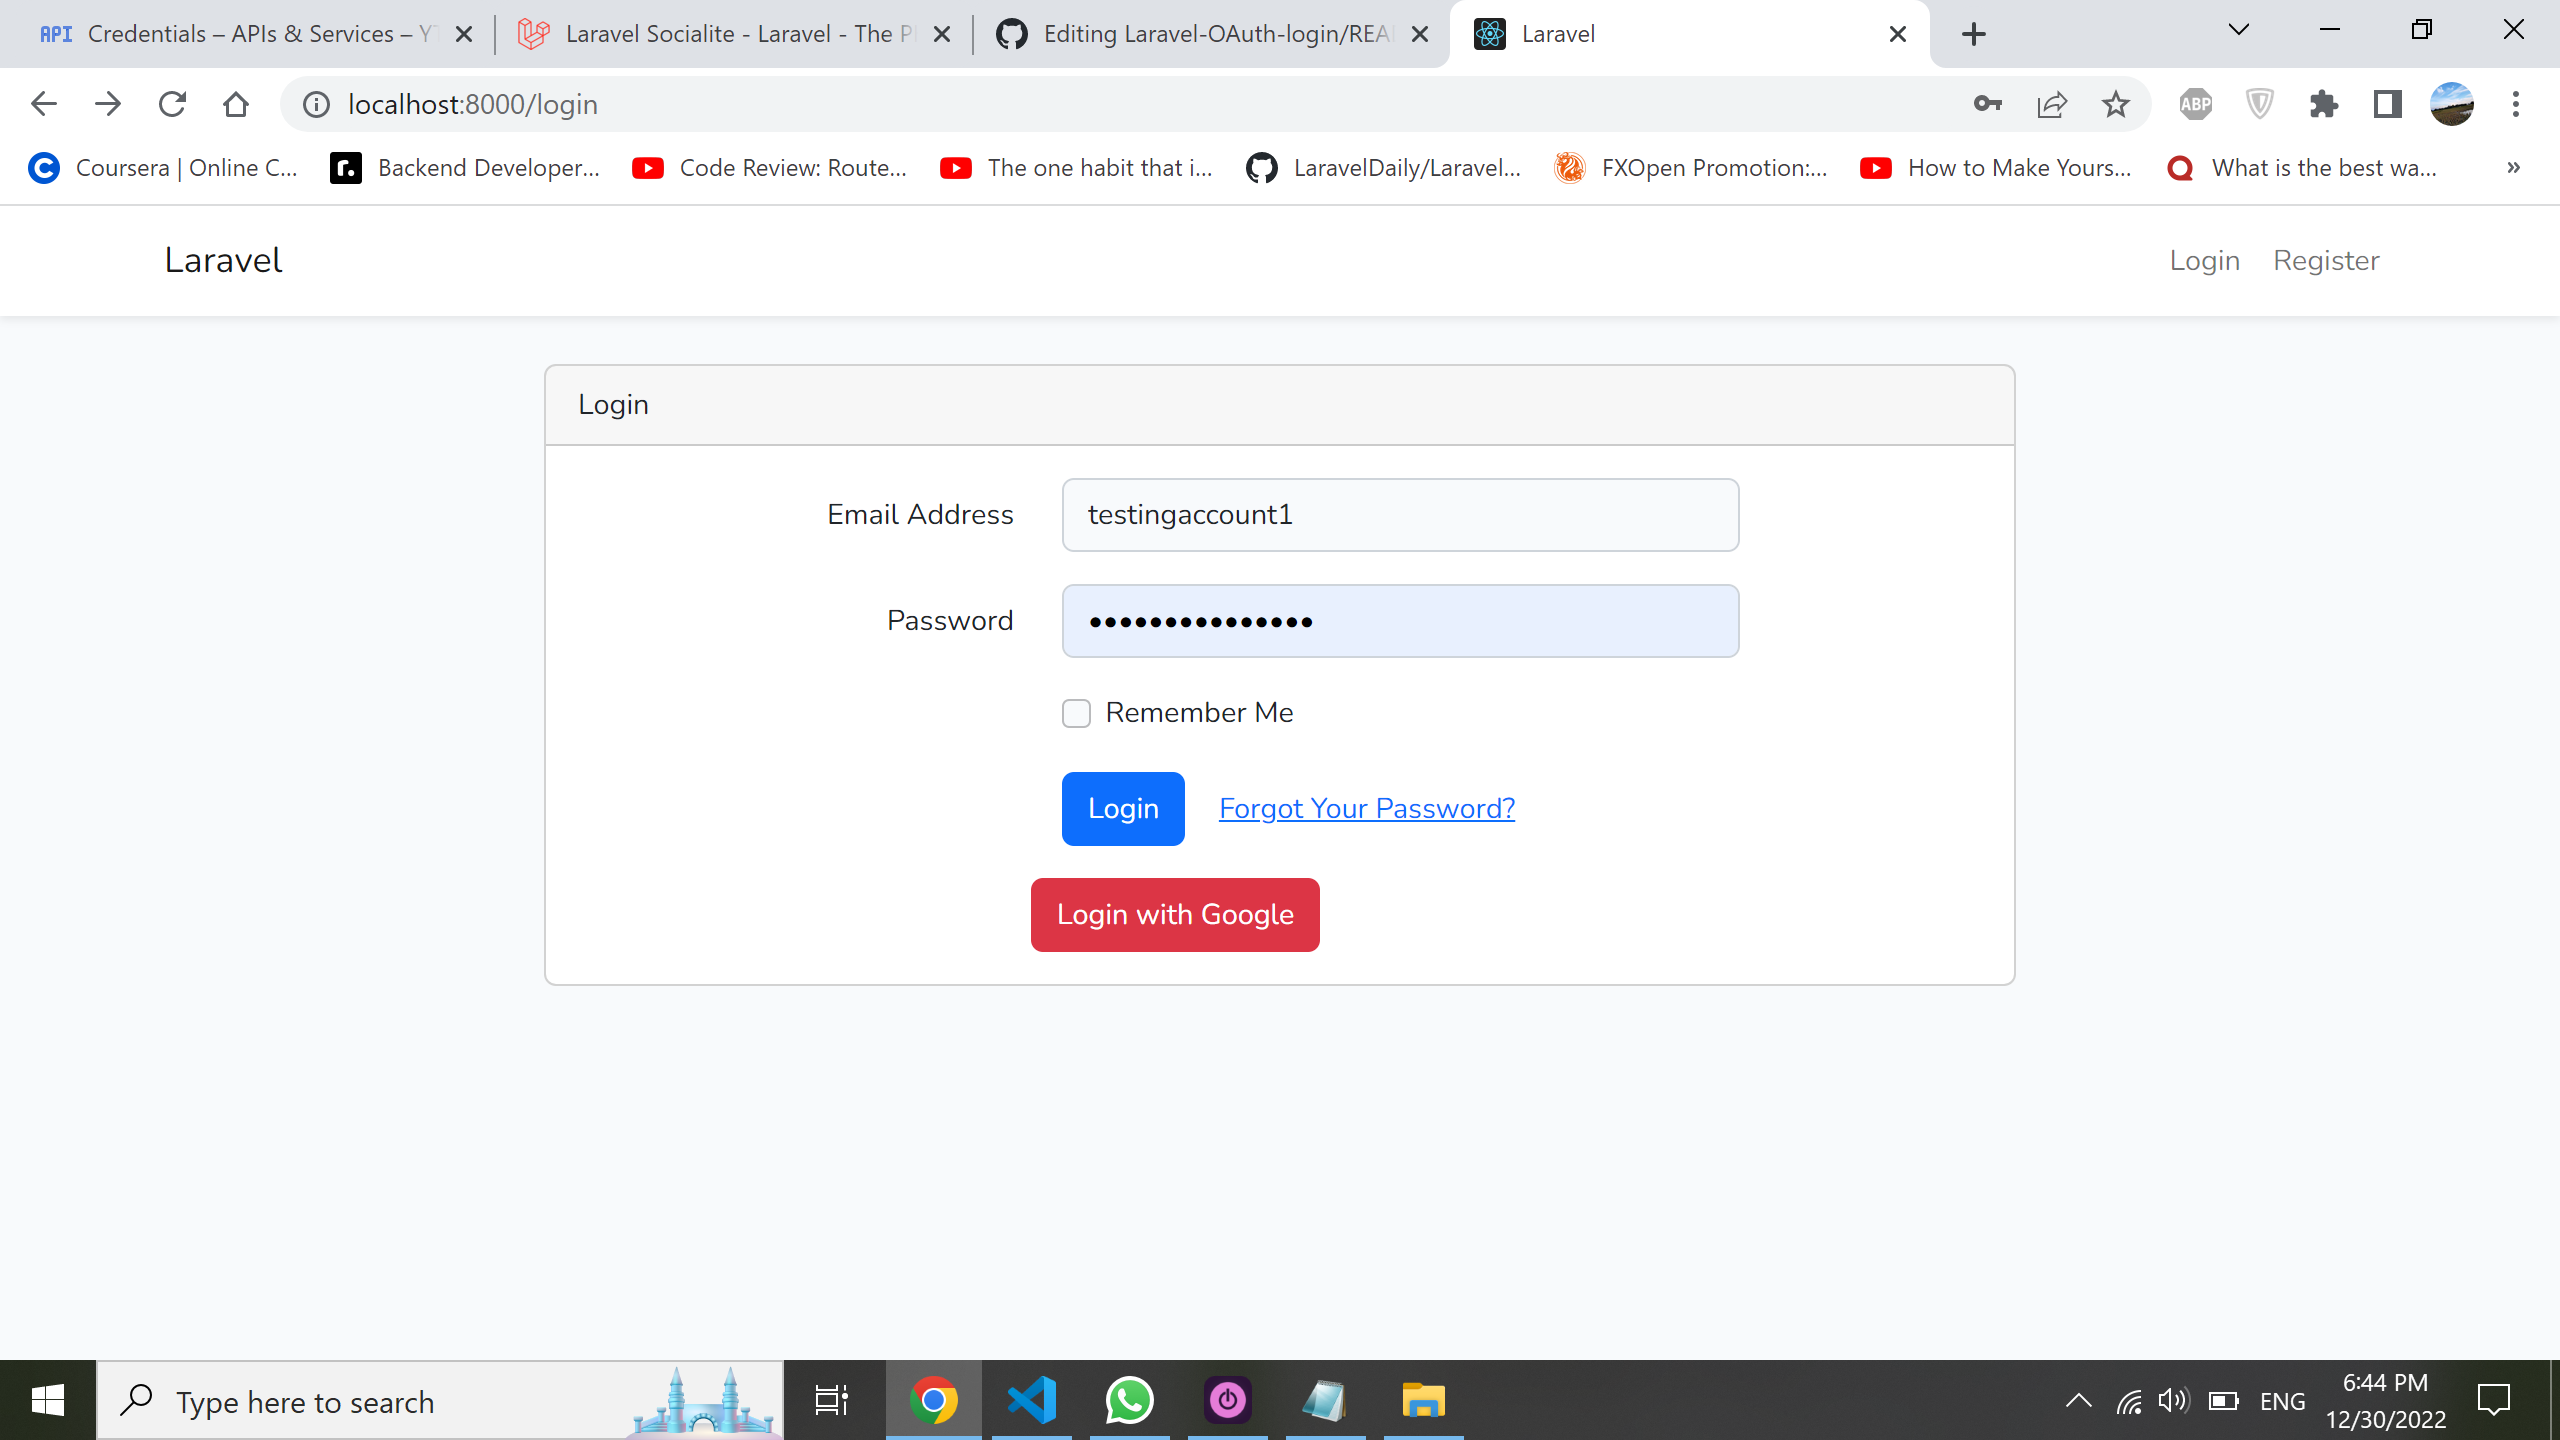 API Credentials – APIs & Services – YT
Laravel Socialite - Laravel - The P
Editing Laravel-OAuth-login/REA
Laravel
localhost:8000/login
ABP
Coursera | Online C...
r. Backend Developer...
Code Review: Route...
The one habit that i...
LaravelDaily/Laravel...
FXOpen Promotion:...
How to Make Yours...
What is the best wa...
»
Laravel
Login
Register
Login
Email Address
testingaccount1
Password
•••••••••••••••
Remember Me
Login
Forgot Your Password?
Login with Google
Type here to search
ENG
6:44 PM
12/30/2022